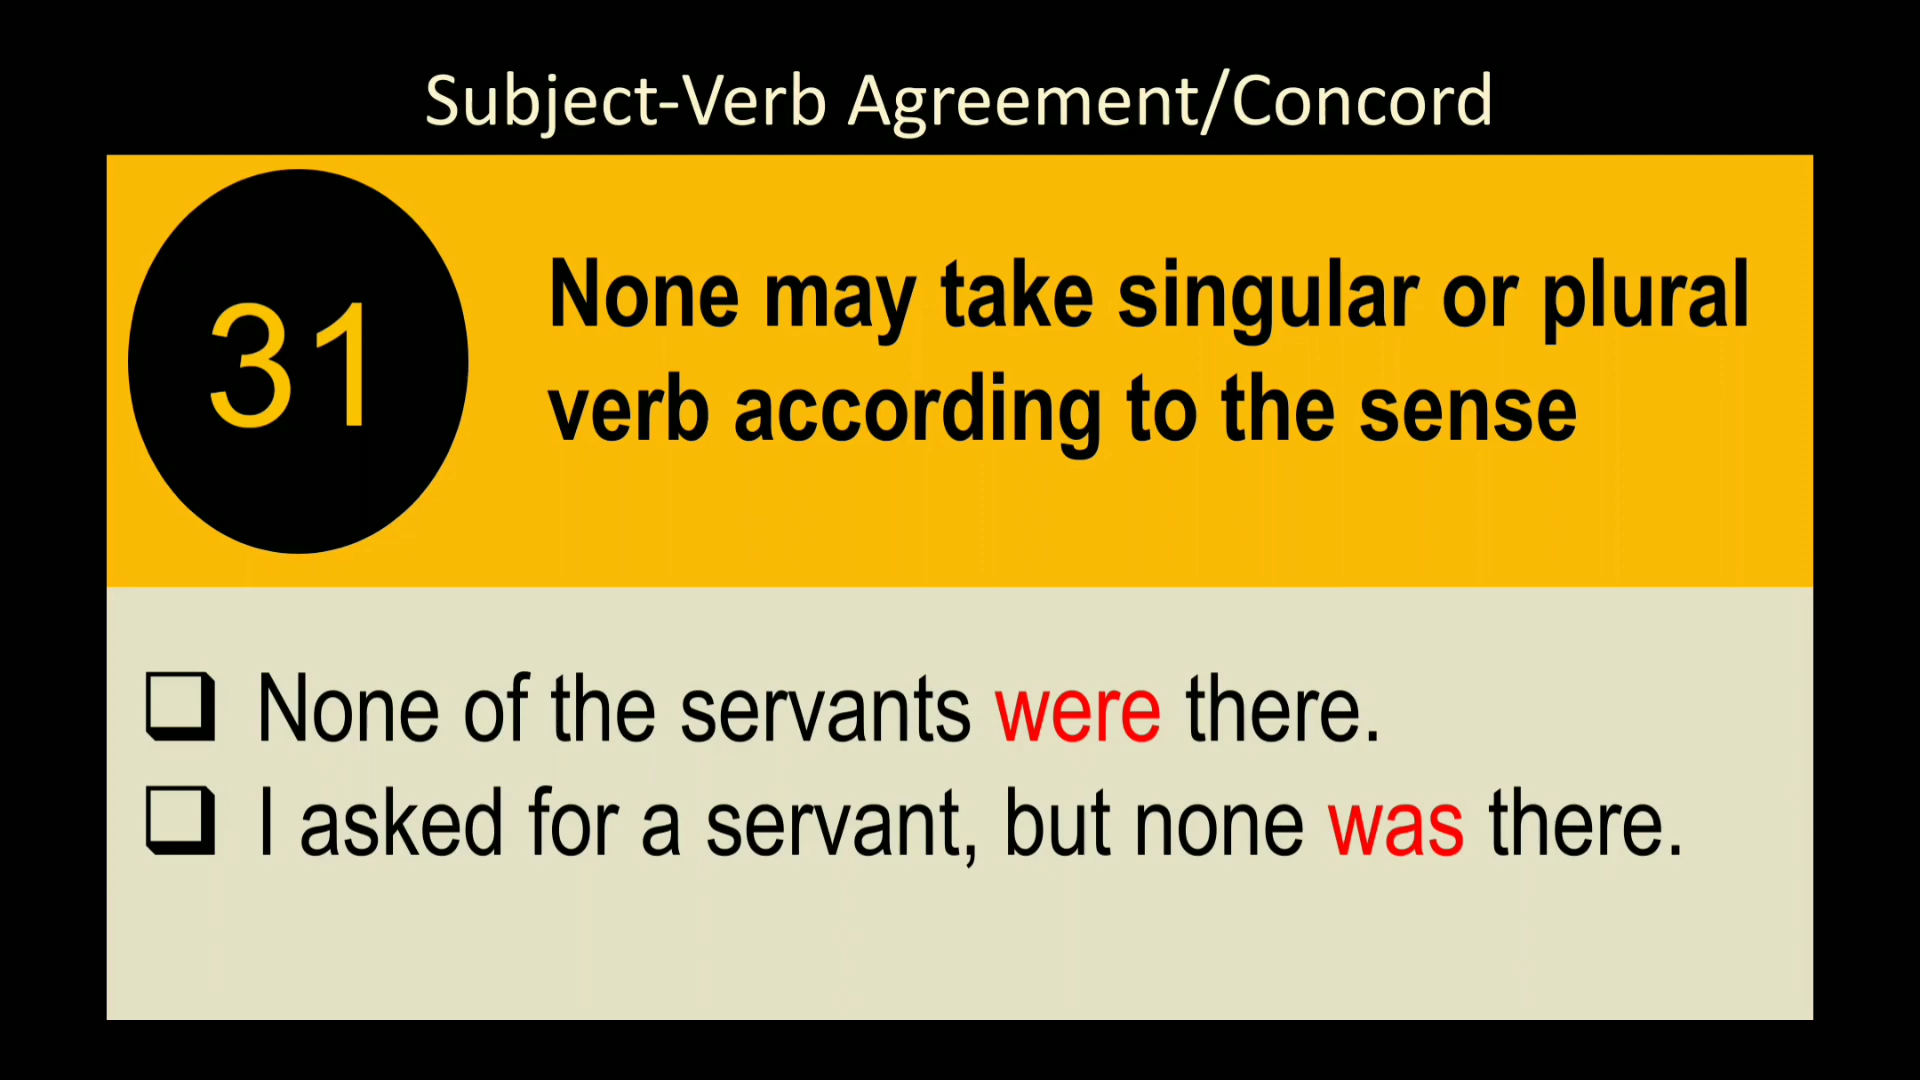 Subject-Verb Agreement/Concord
31
None may take singular or plural
verb according to the sense
None of the servants were there.
I asked for a servant, but none was there.